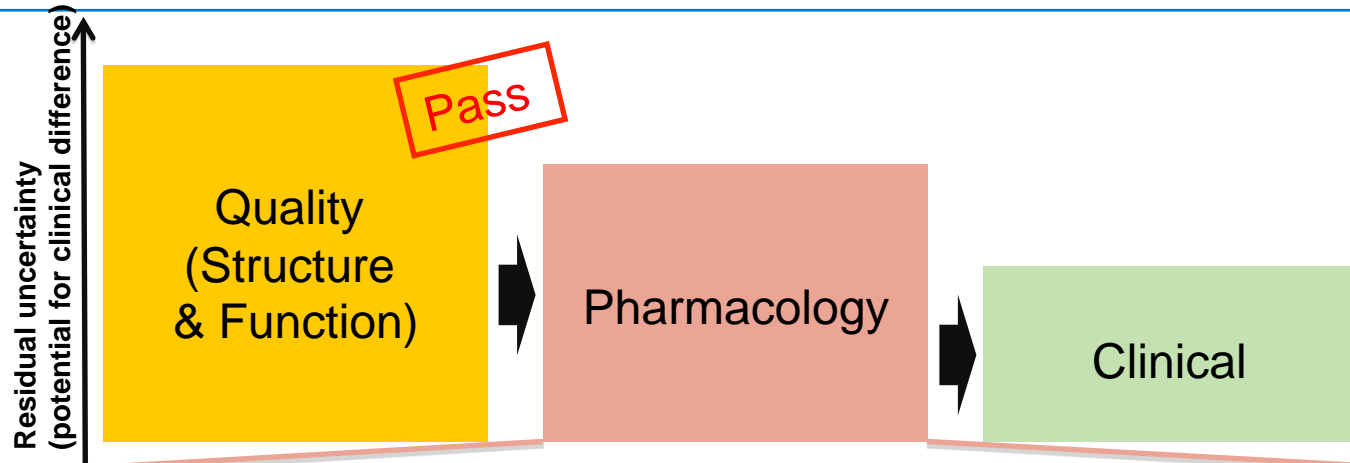 Residual uncertainty
(potential for clinical difference)
Pass
Quality
(Structure
& Function)
Pharmacology
Clinical